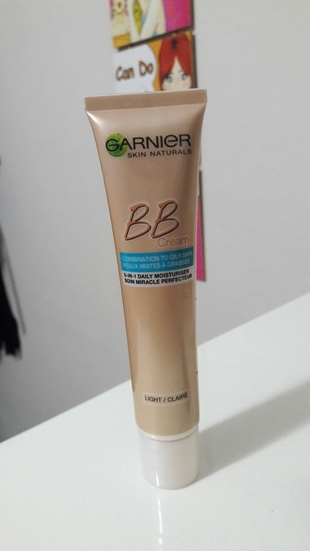 Can Do
GARNIER
SKIN NATURALS
BB
Cream
COMBINATION TO OILY SKIN
PEAUX MIXTES À GRASSES
5-IN-1 DAILY MOISTURISER
SOIN MIRACLE PERFECTEUR
LIGHT / CLAIRE